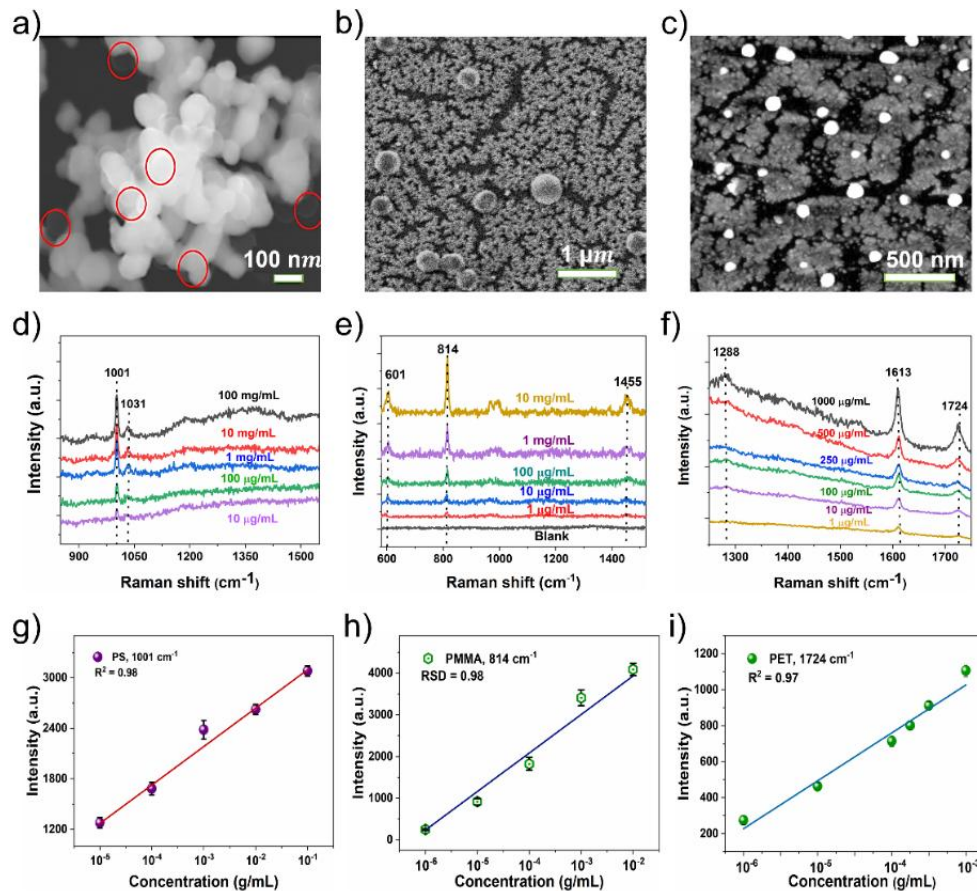 a)
b)
c)
100 nm
1 μm
500 nm
d)
e)
f)
1001
1031
100 mg/mL
10 mg/mL
1 mg/mL
100 μg/mL
10 μg/mL
Intensity (a.u.)
900 1050 1200 1350 1500
Raman shift (cm-1)
601
814
1455
10 mg/mL
1 mg/mL
100 μg/mL
10 μg/mL
1 μg/mL
Blank
Intensity (a.u.)
600 800 1000 1200 1400
Raman shift (cm-1)
1288
1613
1724
1000 μg/mL
500 μg/mL
250 μg/mL
100 μg/mL
10 μg/mL
1 μg/mL
Intensity (a.u.)
1300 1400 1500 1600 1700
Raman shift (cm-1)
g)
h)
i)
PS, 1001 cm-1
R2 = 0.98
3000
2400
1800
1200
Intensity (a.u.)
10-5 10-4 10-3 10-2 10-1
Concentration (g/mL)
PMMA, 814 cm-1
RSD = 0.98
4000
3000
2000
1000
0
Intensity (a.u.)
10-6 10-5 10-4 10-3 10-2
Concentration (g/mL)
PET, 1724 cm-1
R2 = 0.97
1200
1000
800
600
400
200
Intensity (a.u.)
10-6 10-5 10-4 10-3
Concentration (g/mL)